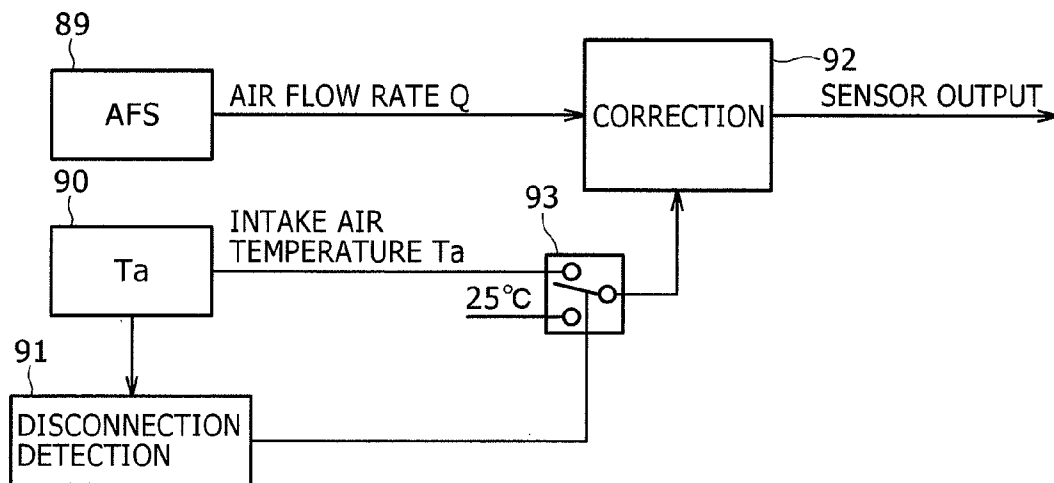 89
AFS
AIR FLOW RATE Q
CORRECTION
92
SENSOR OUTPUT
90
Ta
INTAKE AIR
TEMPERATURE Ta
93
25℃
91
DISCONNECTION
DETECTION